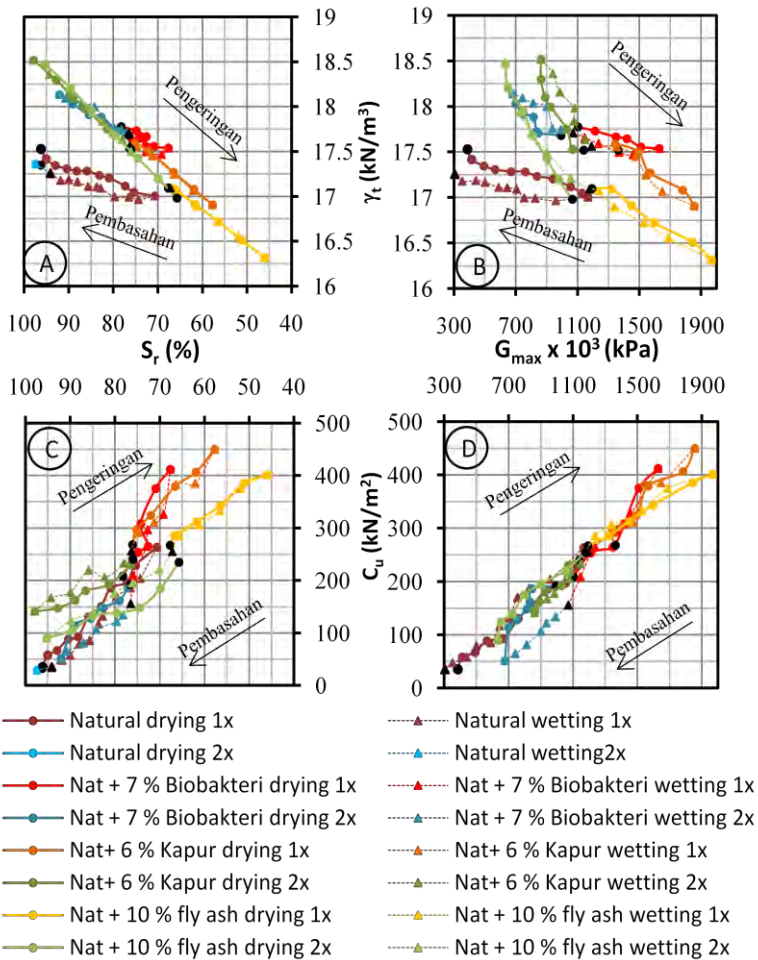 19
18.5
18
17.5
17
16.5
16
γt (kN/m³)
Pengeringan
Pembasahan
A
100 90 80 70 60 50 40
Sr (%)
19
18.5
18
17.5
17
16.5
16
Pengeringan
Pembasahan
B
300 700 1100 1500 1900
Gmax x 10³ (kPa)
100 90 80 70 60 50 40
500
400
300
200
100
0
Cu (kN/m²)
C
Pengeringan
Pembasahan
300 700 1100 1500 1900
500
400
300
200
100
0
D
Pengeringan
Pembasahan
Natural drying 1x
Natural drying 2x
Nat + 7 % Biobakteri drying 1x
Nat + 7 % Biobakteri drying 2x
Nat+ 6 % Kapur drying 1x
Nat+ 6 % Kapur drying 2x
Nat + 10 % fly ash drying 1x
Nat + 10 % fly ash drying 2x
Natural wetting 1x
Natural wetting2x
Nat + 7 % Biobakteri wetting 1x
Nat + 7 % Biobakteri wetting 2x
Nat+ 6 % Kapur wetting 1x
Nat+ 6 % Kapur wetting 2x
Nat + 10 % fly ash wetting 1x
Nat + 10 % fly ash wetting 2x